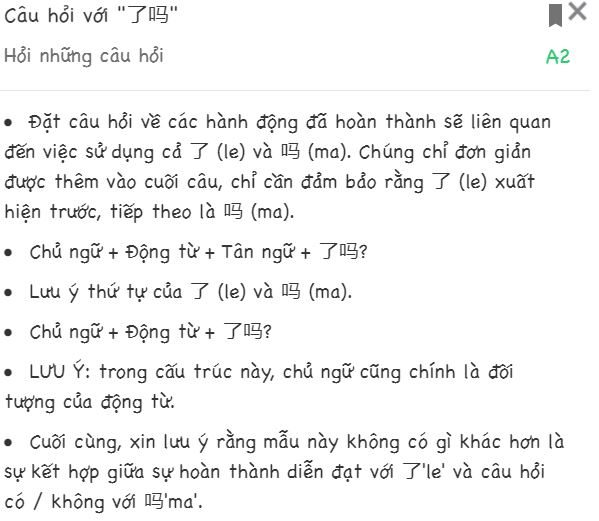 Câu hỏi với "了吗"
Hỏi những câu hỏi A2
• Đặt câu hỏi về các hành động đã hoàn thành sẽ liên quan
đến việc sử dụng cả 了 (le) và 吗 (ma). Chúng chỉ đơn giản
được thêm vào cuối câu, chỉ cần đảm bảo rằng 了 (le) xuất
hiện trước, tiếp theo là 吗 (ma).
• Chủ ngữ + Động từ + Tân ngữ + 了吗?
• Lưu ý thứ tự của 了 (le) và 吗 (ma).
• Chủ ngữ + Động từ + 了吗?
• LƯU Ý: trong cấu trúc này, chủ ngữ cũng chính là đối
tượng của động từ.
• Cuối cùng, xin lưu ý rằng mẫu này không có gì khác hơn là
sự kết hợp giữa sự hoàn thành diễn đạt với 了'le' và câu hỏi
có / không với 吗'ma'.